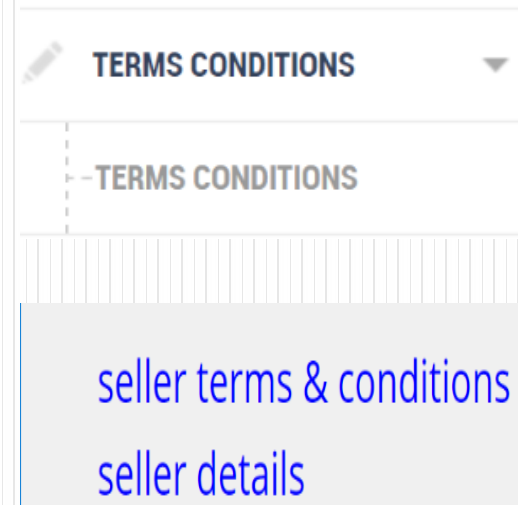 TERMS CONDITIONS
TERMS CONDITIONS
seller terms & conditions
seller details